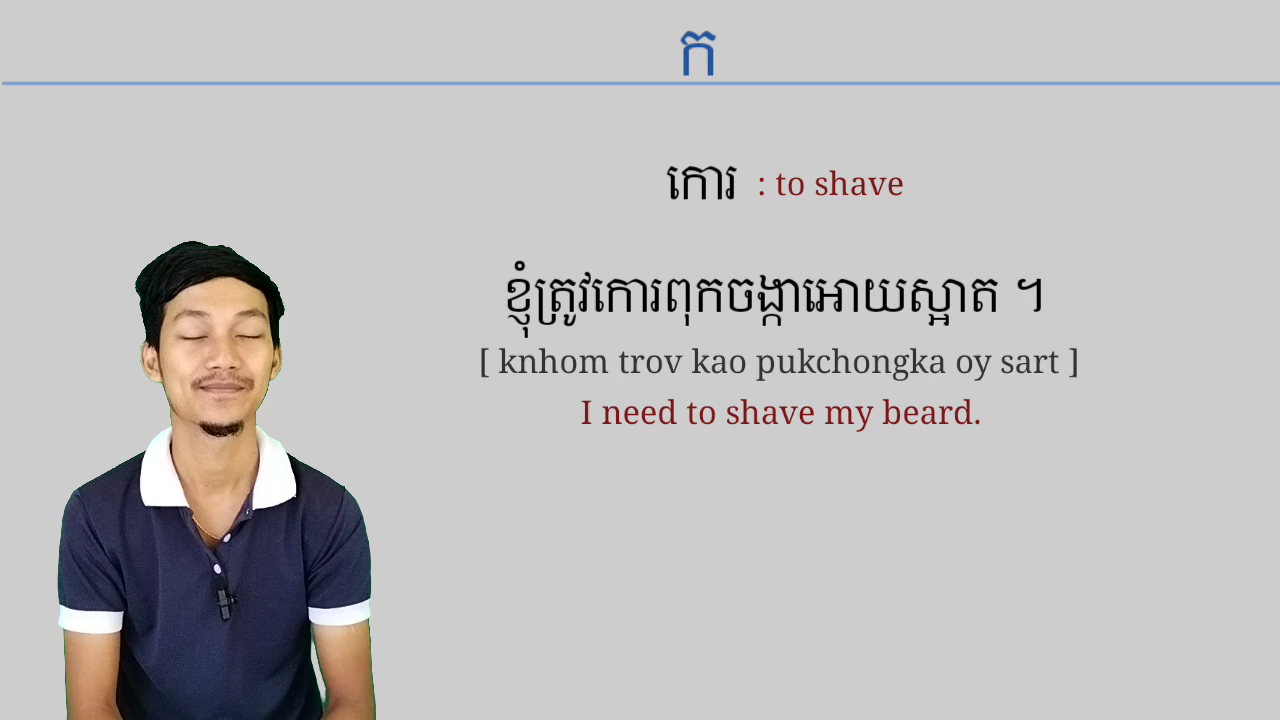 ក
កោរ : to shave
ខ្ញុំត្រូវកោរពុកចង្កាអោយស្អាត ។
[ knhom trov kao pukchongka oy sart ]
I need to shave my beard.